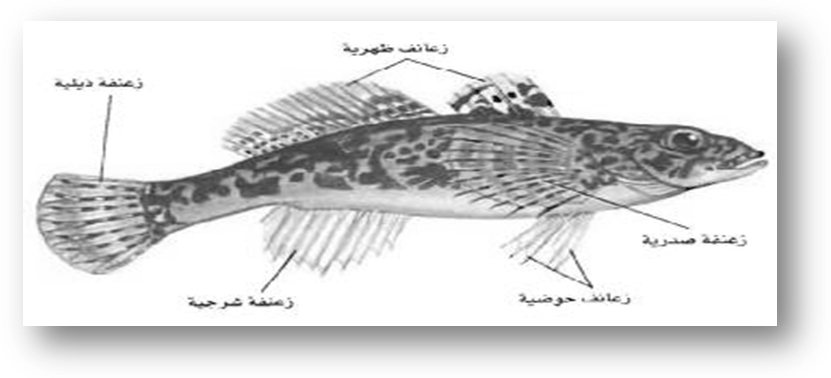 زعانف ظهرية
زعنفة ذيلية
زعنفة صدرية
زعانف حوضية
زعنفة شرجية